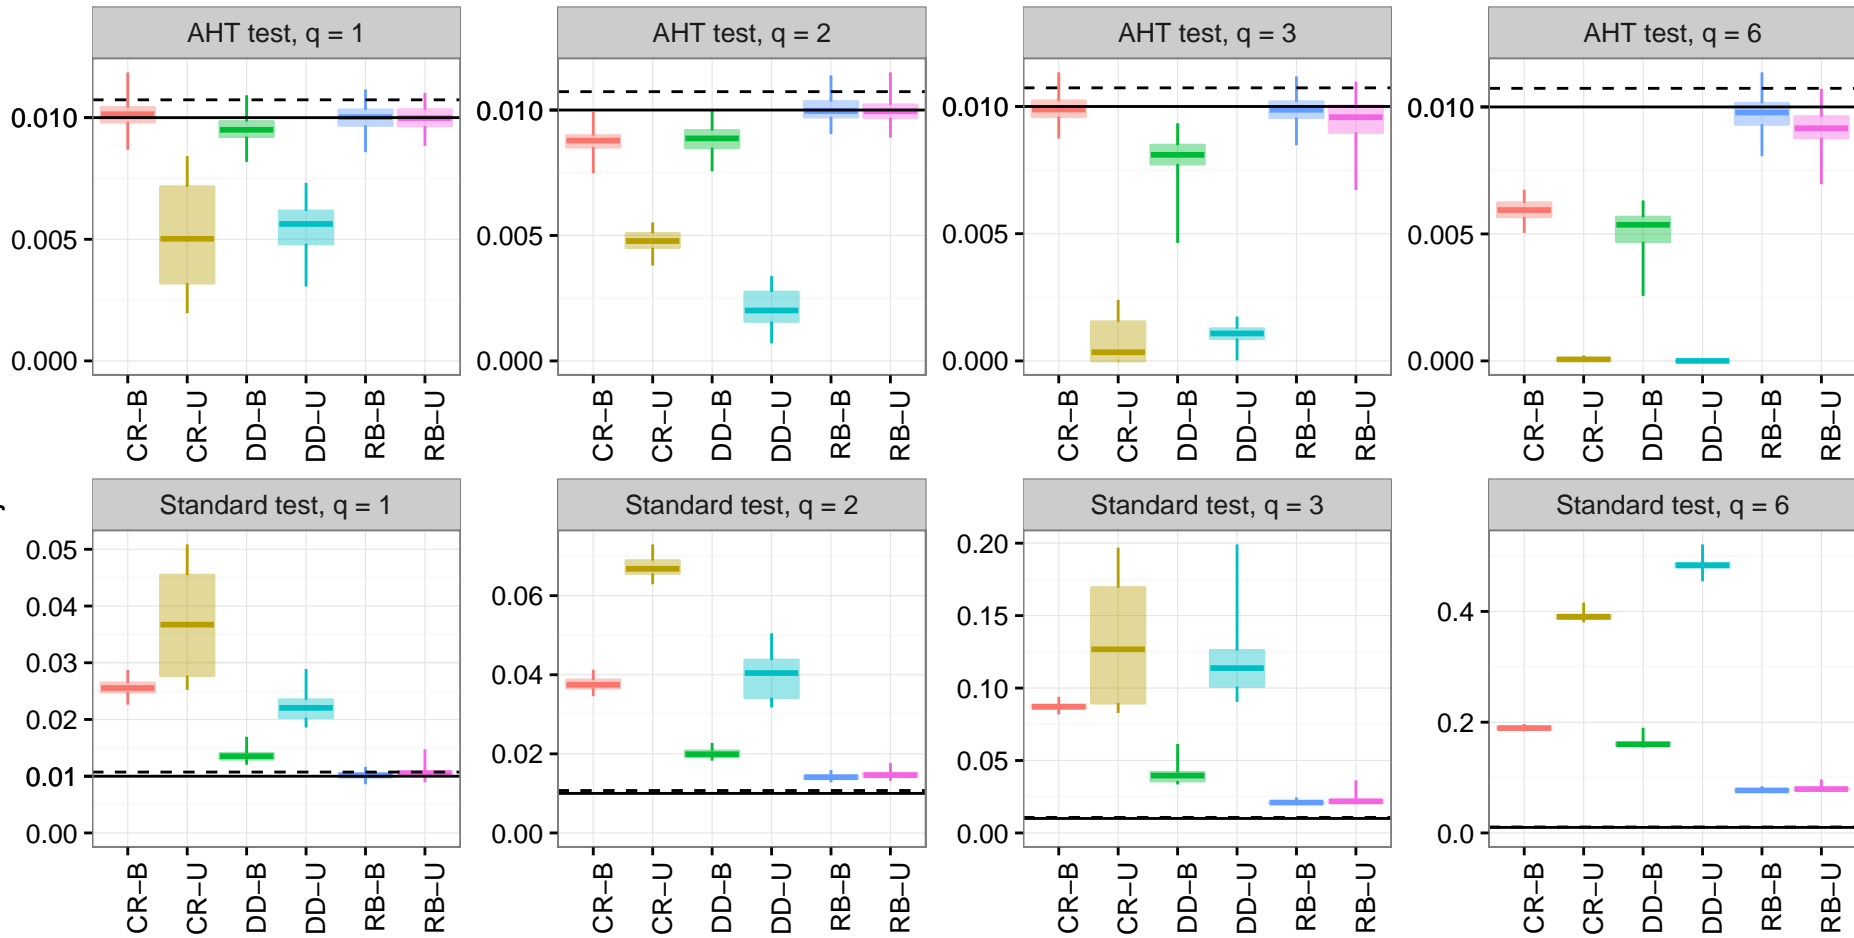 AHT test, q = 1
AHT test, q = 2
AHT test, q = 3
AHT test, q = 6
0.010
0.005
0.000
0.010
0.005
0.000
0.010
0.005
0.000
0.010
0.005
0.000
CR−B
CR−U
DD−B
DD−U
RB−B
RB−U
CR−B
CR−U
DD−B
DD−U
RB−B
RB−U
CR−B
CR−U
DD−B
DD−U
RB−B
RB−U
CR−B
CR−U
DD−B
DD−U
RB−B
RB−U
Standard test, q = 1
Standard test, q = 2
Standard test, q = 3
Standard test, q = 6
0.05
0.04
0.03
0.02
0.01
0.00
0.06
0.04
0.02
0.00
0.20
0.15
0.10
0.05
0.00
0.4
0.2
0.0
CR−B
CR−U
DD−B
DD−U
RB−B
RB−U
CR−B
CR−U
DD−B
DD−U
RB−B
RB−U
CR−B
CR−U
DD−B
DD−U
RB−B
RB−U
CR−B
CR−U
DD−B
DD−U
RB−B
RB−U